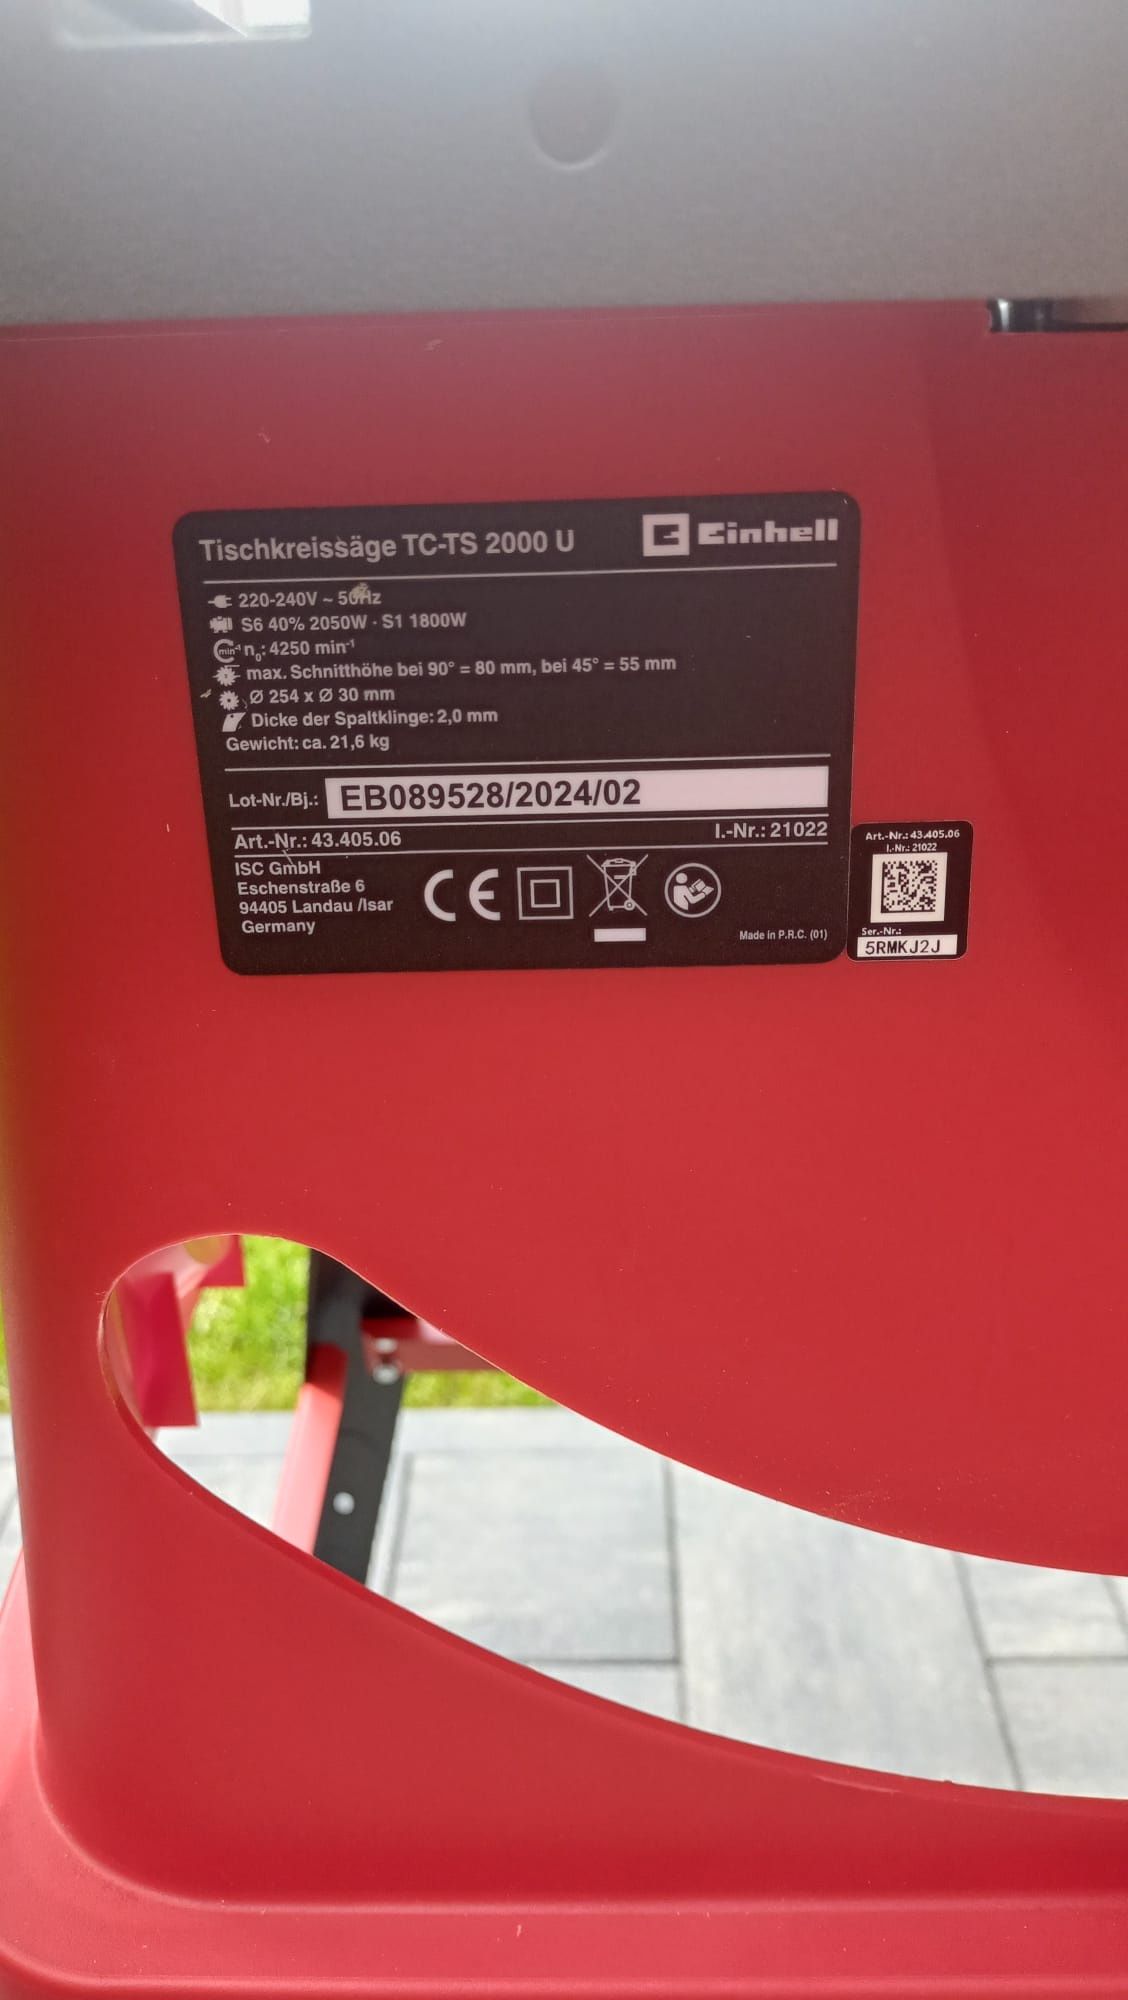 Tischkreissäge TC-TS 2000 U
Einhell
220-240V ~ 50Hz
S6 40% 2050W · S1 1800W
min⁻¹ n₀: 4250 min⁻¹
max. Schnitthöhe bei 90° = 80 mm, bei 45° = 55 mm
Ø 254 x Ø 30 mm
Dicke der Spaltklinge: 2,0 mm
Gewicht: ca. 21,6 kg
Lot-Nr./Bj.: EB089528/2024/02
Art.-Nr.: 43.405.06 I.-Nr.: 21022
ISC GmbH
Eschenstraße 6
94405 Landau /Isar
Germany
CE
Made in P.R.C. (01)
Art.-Nr.: 43.405.06
I.-Nr.: 21022
Ser.-Nr.:
5RMKJ2J